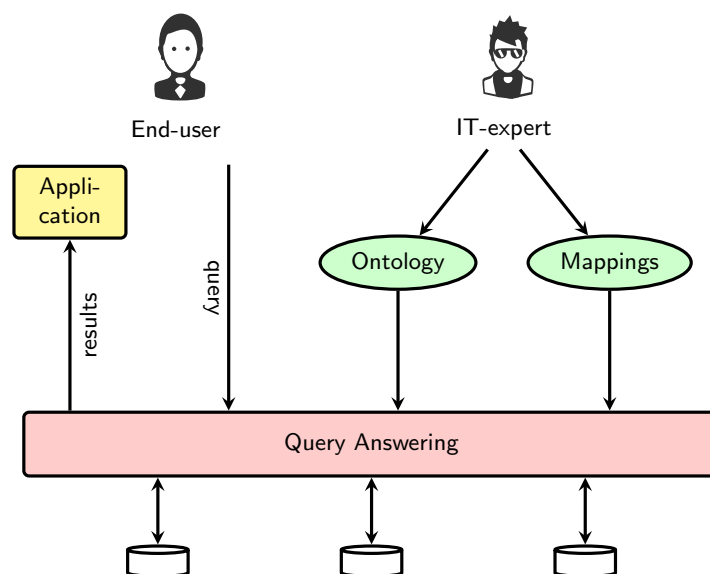 End-user
IT-expert
Appli-
cation
Ontology
Mappings
query
results
Query Answering